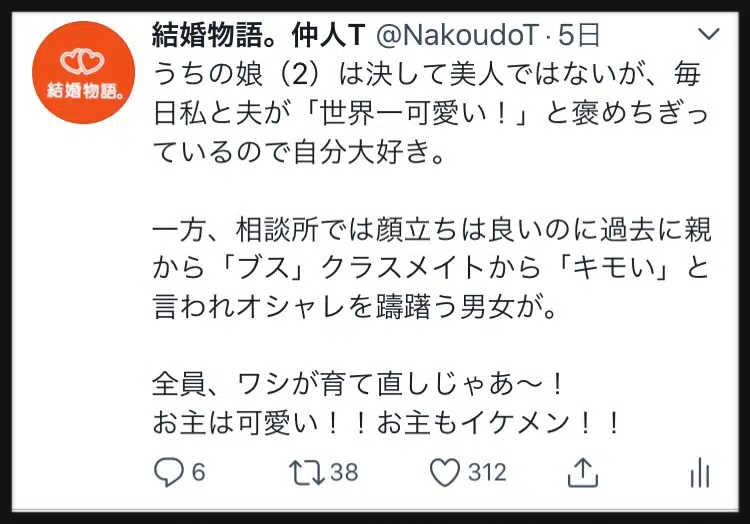 結婚物語。仲人T @NakoudoT · 5日
結婚物語。
うちの娘（2）は決して美人ではないが、毎
日私と夫が「世界一可愛い！」と褒めちぎっ
ているので自分大好き。
一方、相談所では顔立ちは良いのに過去に親
から「ブス」クラスメイトから「キモい」と
言われオシャレを躊躇う男女が。
全員、ワシが育て直しじゃあ〜！
お主は可愛い！！お主もイケメン！！
6 38 312